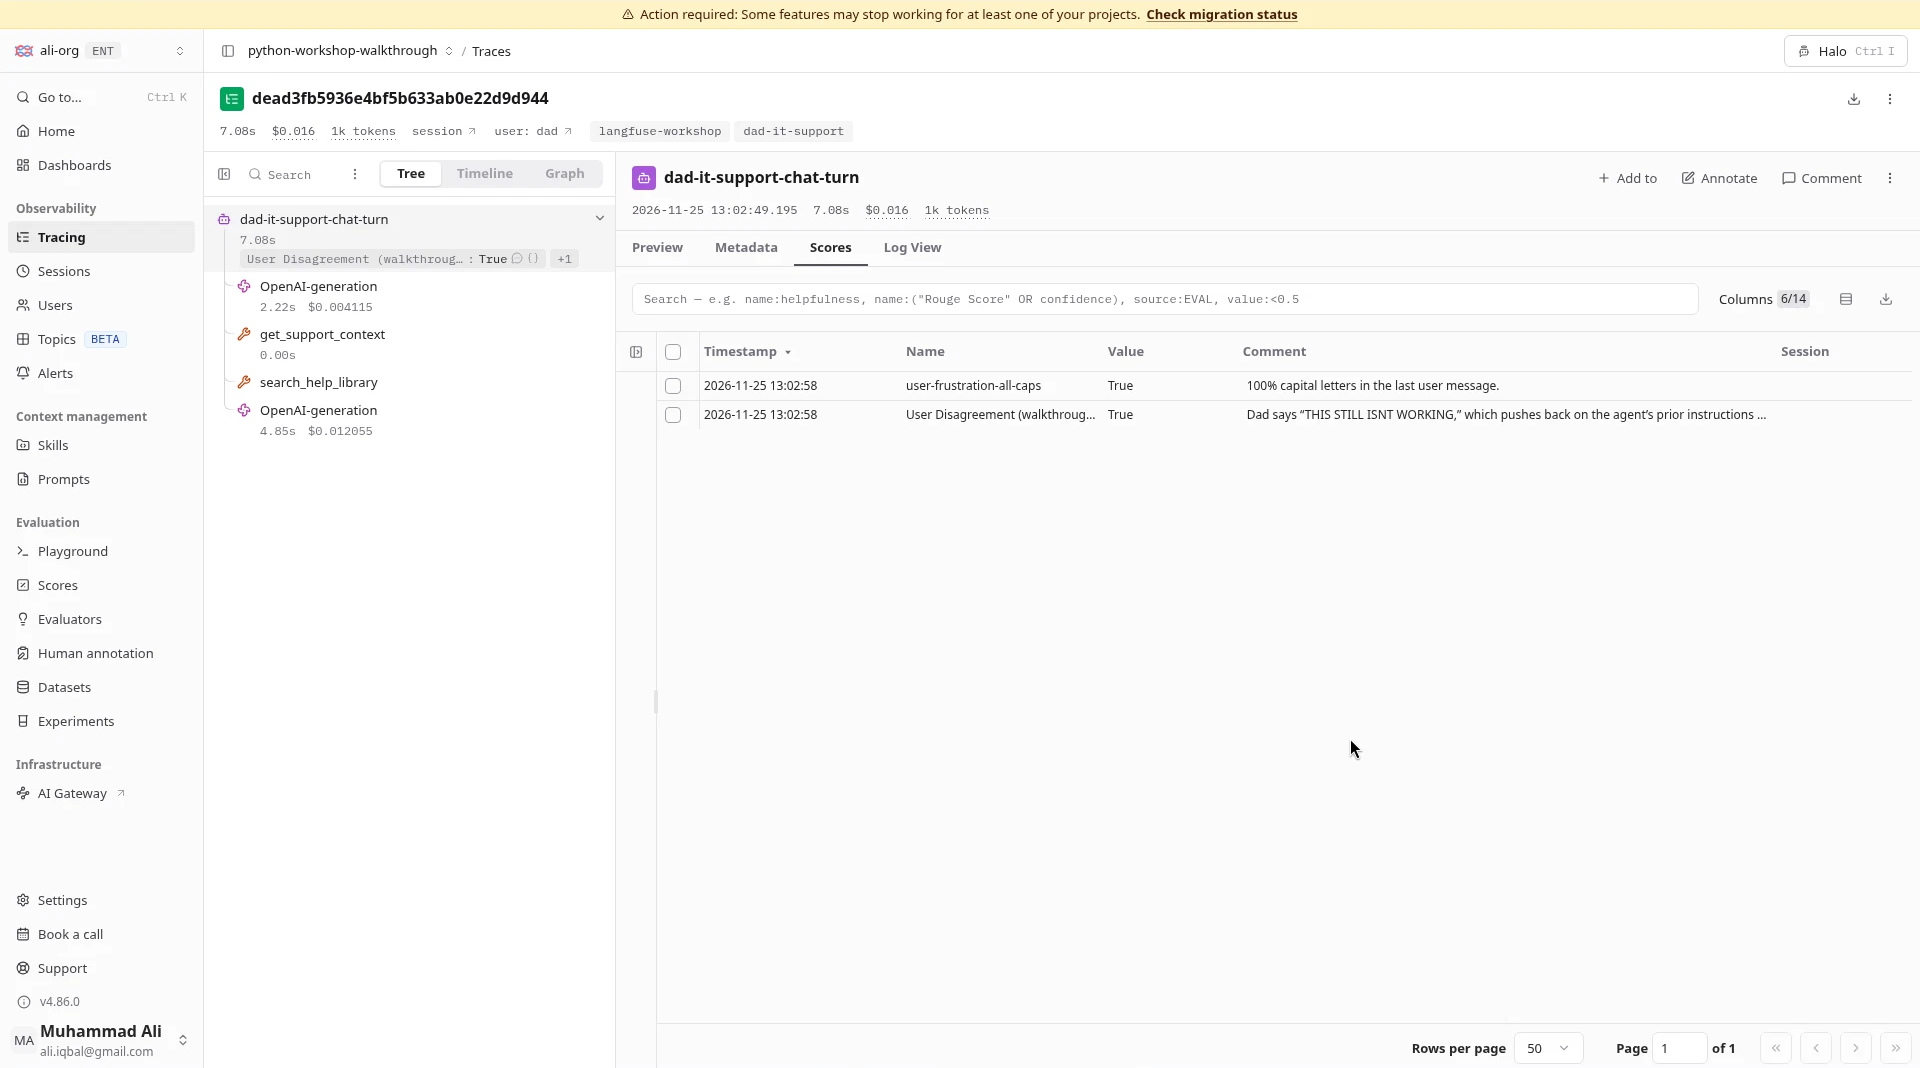 Action required: Some features may stop working for at least one of your projects. Check migration status
ali-org ENT
python-workshop-walkthrough / Traces
Halo Ctrl I
Go to... Ctrl K
Home
Dashboards
Observability
Tracing
Sessions
Users
Topics BETA
Alerts
Context management
Skills
Prompts
Evaluation
Playground
Scores
Evaluators
Human annotation
Datasets
Experiments
Infrastructure
AI Gateway
Settings
Book a call
Support
v4.86.0
MA Muhammad Ali
ali.iqbal@gmail.com
dead3fb5936e4bf5b633ab0e22d9d944
7.08s $0.016 1k tokens session user: dad langfuse-workshop dad-it-support
Search Tree Timeline Graph
dad-it-support-chat-turn
7.08s
User Disagreement (walkthroug… : True {} +1
OpenAI-generation
2.22s $0.004115
get_support_context
0.00s
search_help_library
OpenAI-generation
4.85s $0.012055
dad-it-support-chat-turn
Add to Annotate Comment
2026-11-25 13:02:49.195 7.08s $0.016 1k tokens
Preview Metadata Scores Log View
Search — e.g. name:helpfulness, name:("Rouge Score" OR confidence), source:EVAL, value:<0.5
Columns 6/14
Timestamp Name Value Comment Session
2026-11-25 13:02:58 user-frustration-all-caps True 100% capital letters in the last user message.
2026-11-25 13:02:58 User Disagreement (walkthroug... True Dad says “THIS STILL ISNT WORKING,” which pushes back on the agent’s prior instructions ...
Rows per page 50 Page 1 of 1